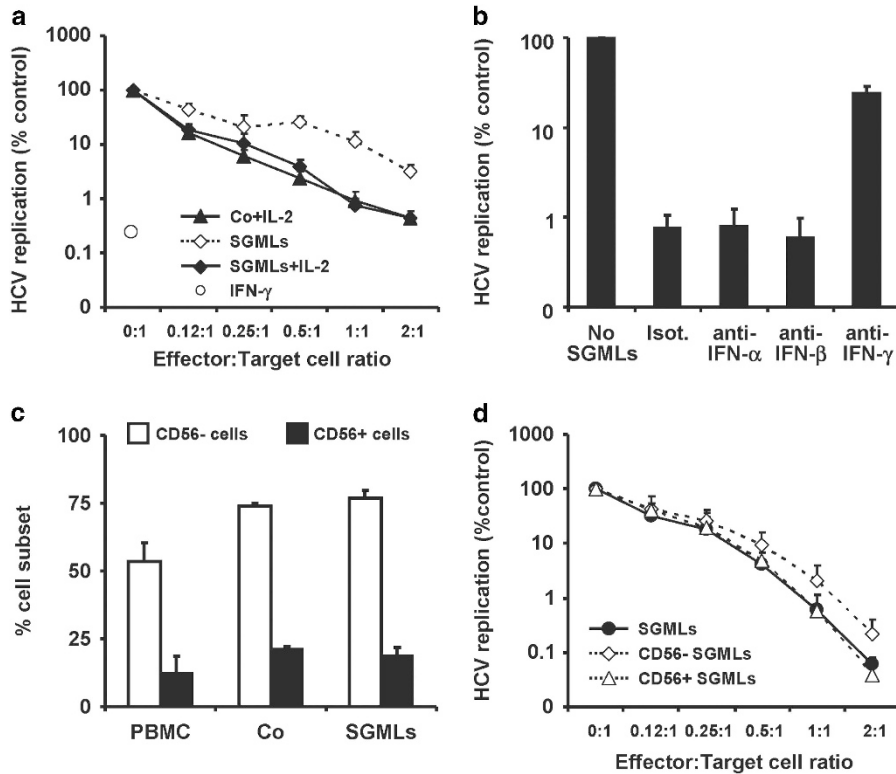 a
HCV replication (% control)
1000
100
10
1
0.1
0
Co+IL-2
SGMLs
SGMLs+IL-2
IFN-γ
0:1 0.12:1 0.25:1 0.5:1 1:1 2:1
Effector:Target cell ratio
b
HCV replication (% control)
100
10
1
0
No SGMLs
Isot.
anti-IFN-α
anti-IFN-β
anti-IFN-γ
c
% cell subset
100
75
50
25
0
CD56- cells
CD56+ cells
PBMC Co SGMLs
d
HCV replication (%control)
1000
100
10
1
0.1
0
SGMLs
CD56- SGMLs
CD56+ SGMLs
0:1 0.12:1 0.25:1 0.5:1 1:1 2:1
Effector:Target cell ratio